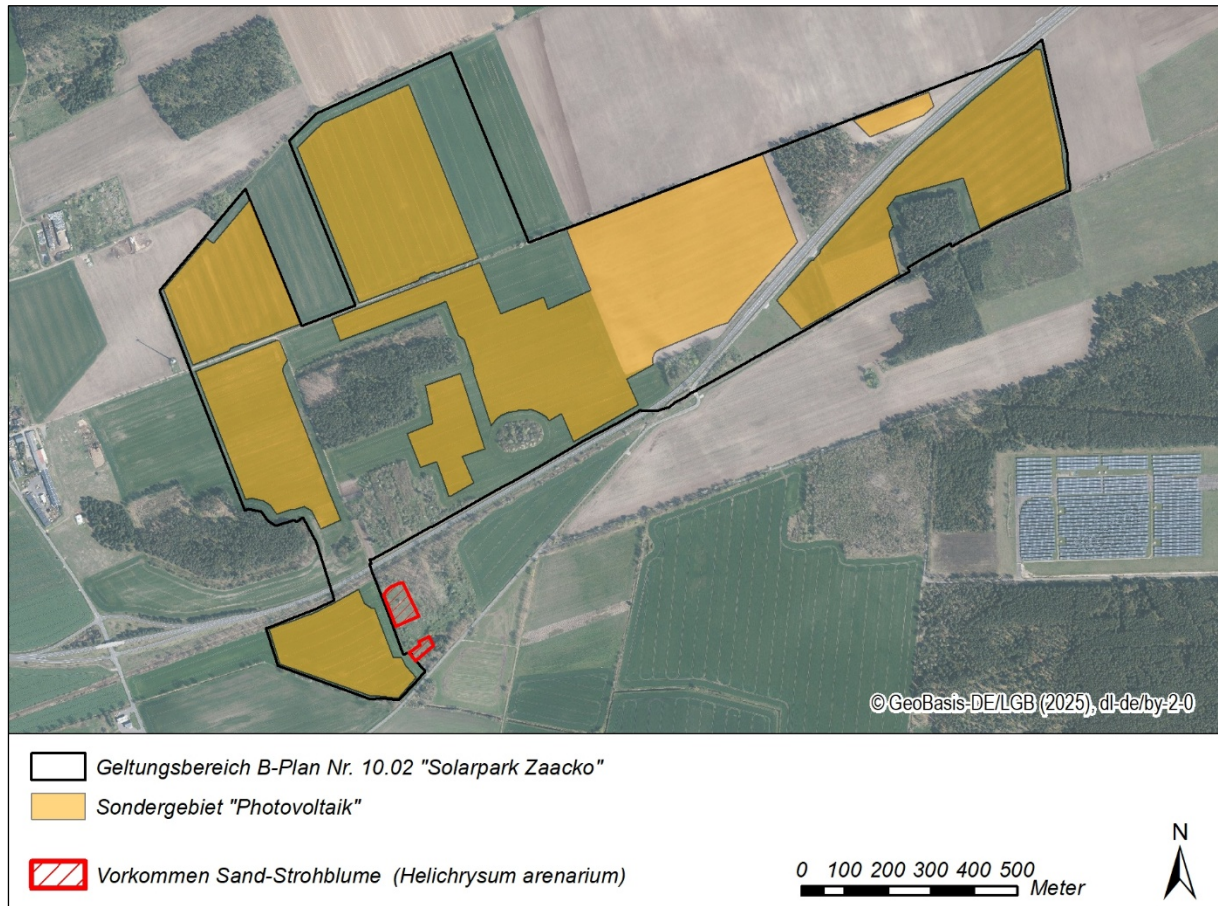 © GeoBasis-DE/LGB (2025), dl-de/by-2-0
Geltungsbereich B-Plan Nr. 10.02 "Solarpark Zaacko"
Sondergebiet "Photovoltaik"
Vorkommen Sand-Strohblume (Helichrysum arenarium)
0 100 200 300 400 500
Meter
N